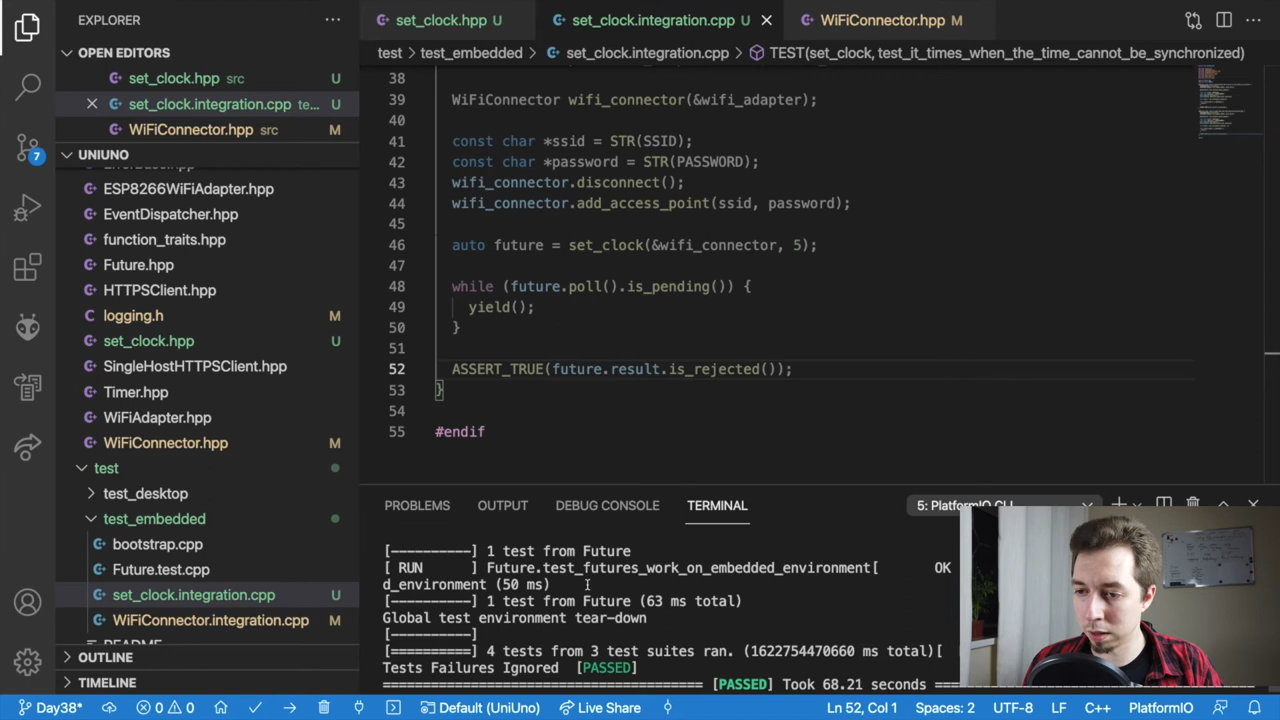 EXPLORER
set_clock.hpp U
set_clock.integration.cpp U
WiFiConnector.hpp M
OPEN EDITORS
test > test_embedded > set_clock.integration.cpp > TEST(set_clock, test_it_times_when_the_time_cannot_be_synchronized)
set_clock.hpp src U
set_clock.integration.cpp te... U
WiFiConnector.hpp src M
UNIUNO
ESP8266WiFiAdapter.hpp
EventDispatcher.hpp
function_traits.hpp
Future.hpp
HTTPSClient.hpp
logging.h M
set_clock.hpp U
SingleHostHTTPSClient.hpp
Timer.hpp
WiFiAdapter.hpp
WiFiConnector.hpp M
test
test_desktop
test_embedded
bootstrap.cpp
Future.test.cpp
set_clock.integration.cpp U
WiFiConnector.integration.cpp M
OUTLINE
TIMELINE
7
38
39 WiFiConnector wifi_connector(&wifi_adapter);
40
41 const char *ssid = STR(SSID);
42 const char *password = STR(PASSWORD);
43 wifi_connector.disconnect();
44 wifi_connector.add_access_point(ssid, password);
45
46 auto future = set_clock(&wifi_connector, 5);
47
48 while (future.poll().is_pending()) {
49 yield();
50 }
51
52 ASSERT_TRUE(future.result.is_rejected());
53 }
54
55 #endif
PROBLEMS OUTPUT DEBUG CONSOLE TERMINAL 5: PlatformIO CLI
[----------] 1 test from Future
[ RUN      ] Future.test_futures_work_on_embedded_environment[       OK
d_environment (50 ms)
[----------] 1 test from Future (63 ms total)
Global test environment tear-down
[----------]
[==========] 4 tests from 3 test suites ran. (1622754470660 ms total)[
Tests Failures Ignored [PASSED]
[PASSED] Took 68.21 seconds
Day38* 0 0 Default (UniUno) Live Share Ln 52, Col 1 Spaces: 2 UTF-8 LF C++ PlatformIO